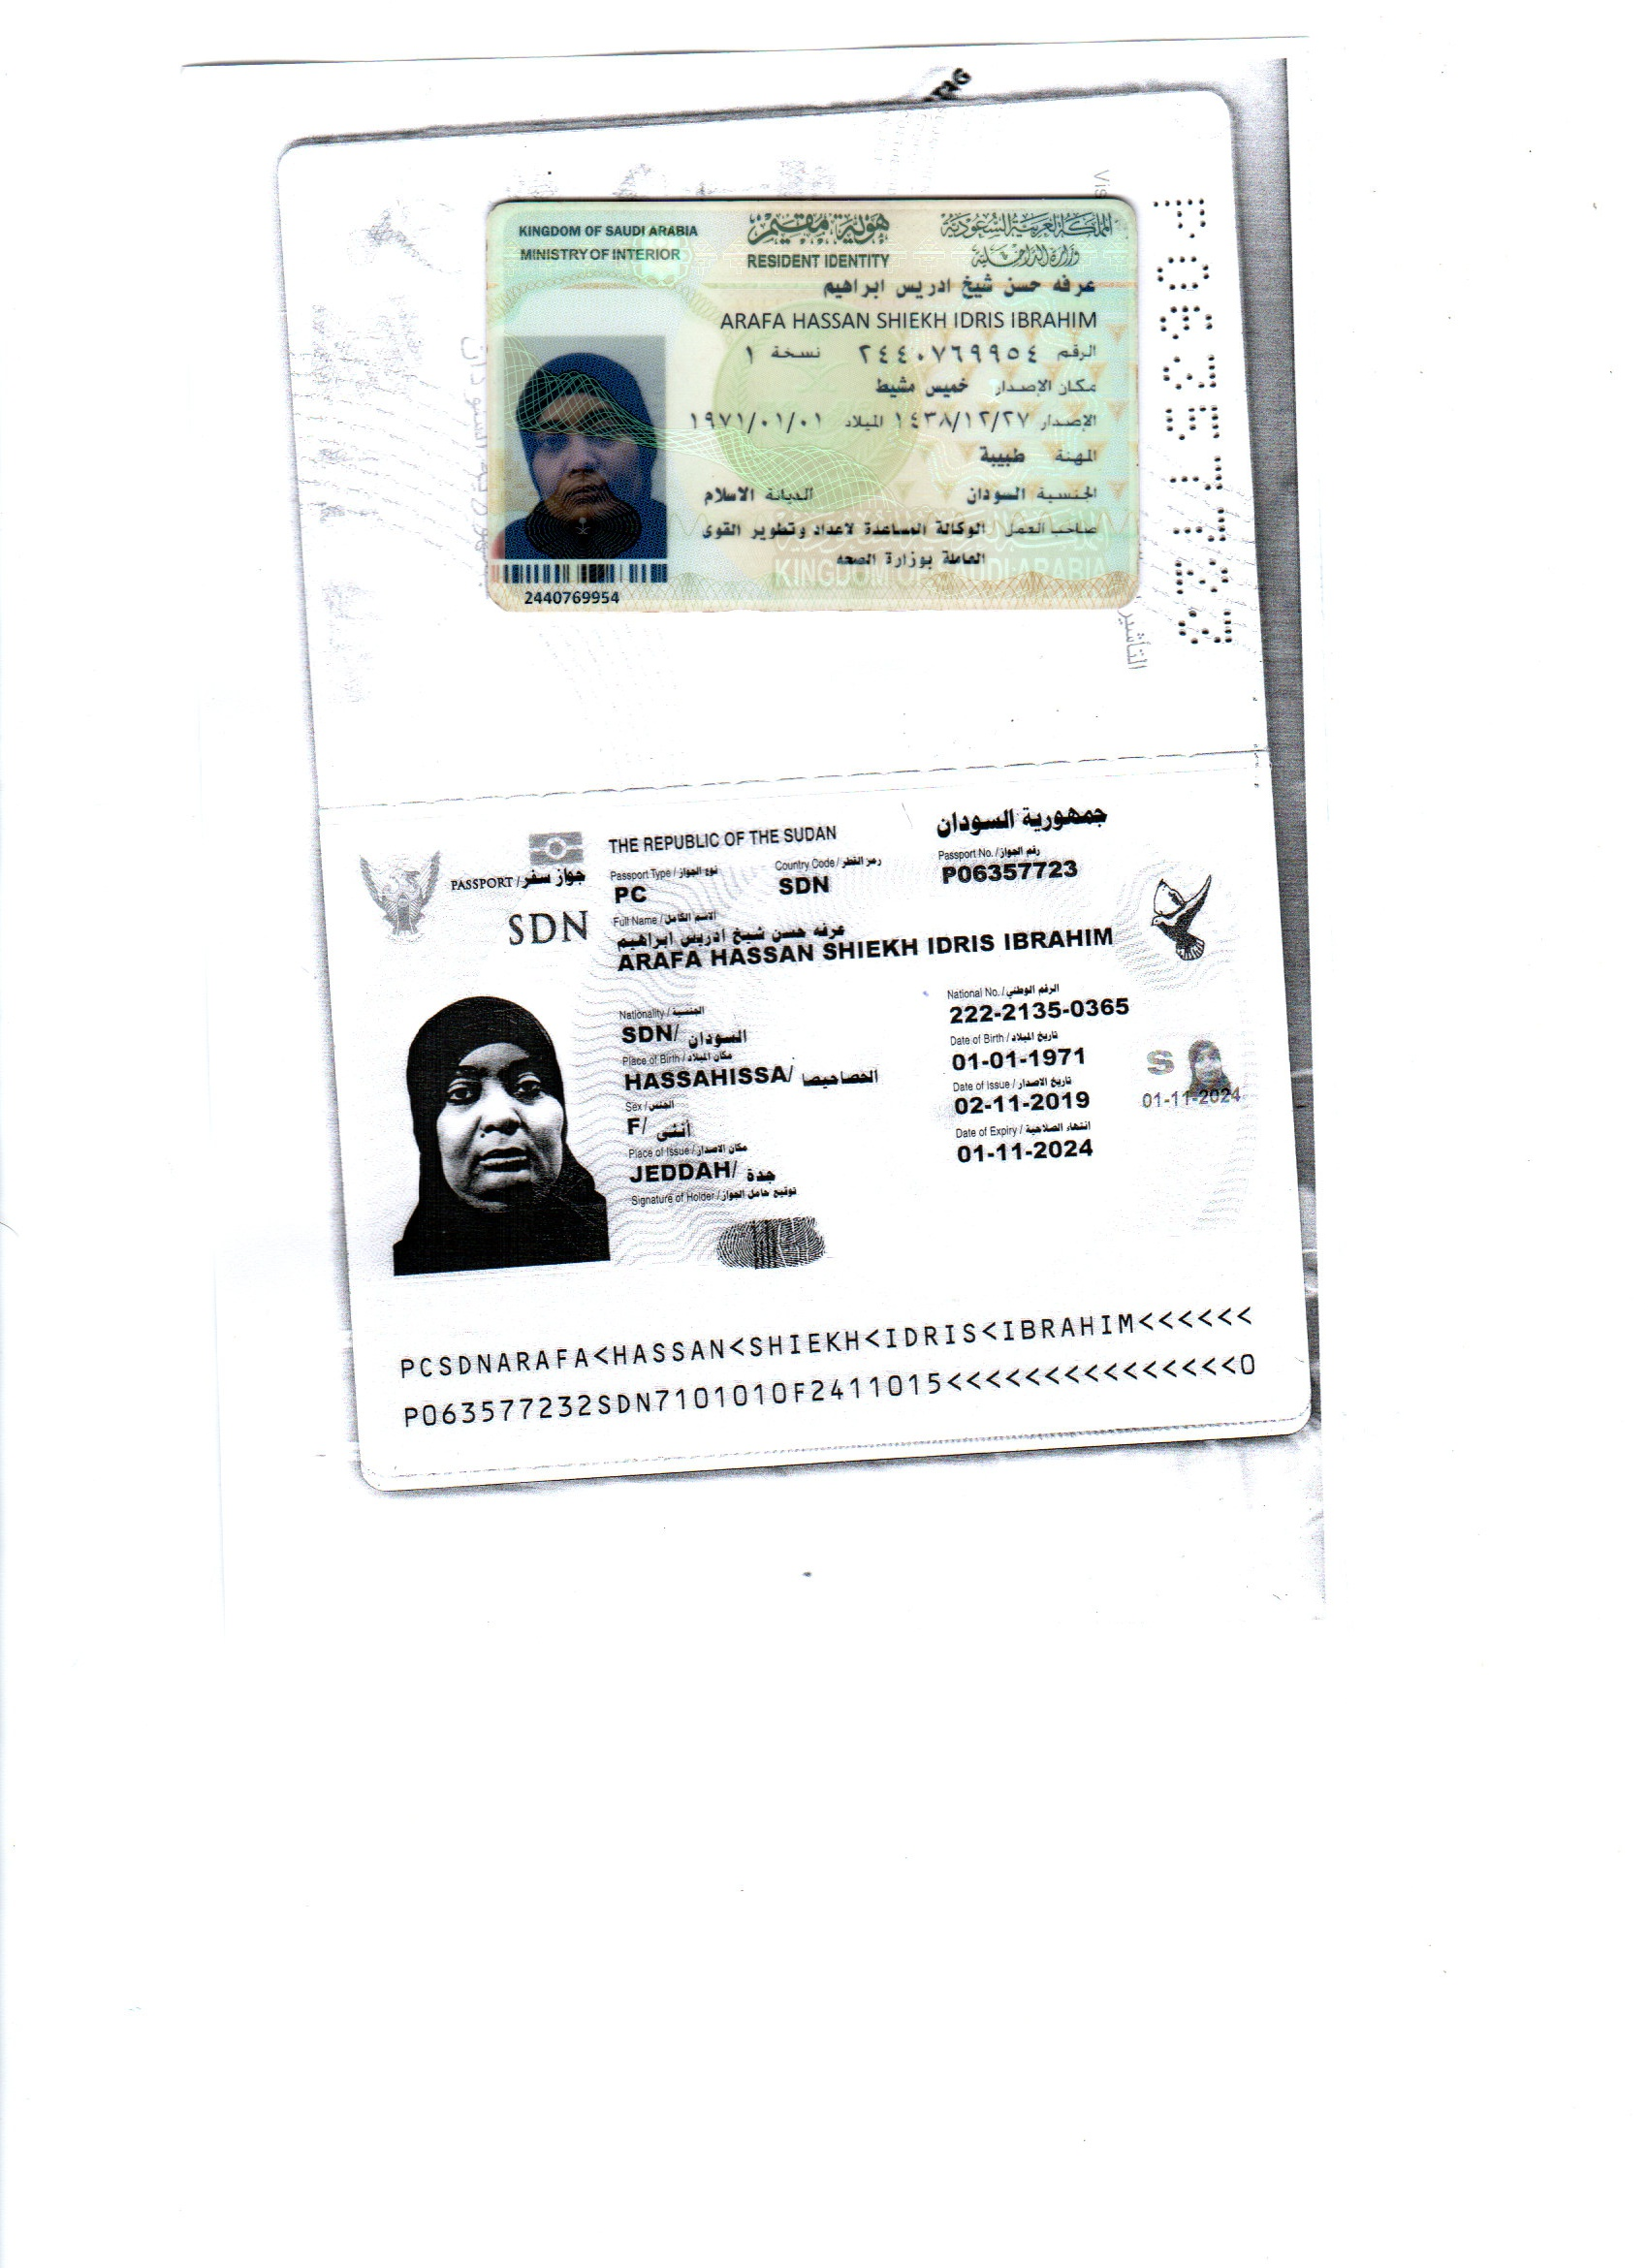 KINGDOM OF SAUDI ARABIA
MINISTRY OF INTERIOR
هوية مقيم
RESIDENT IDENTITY
المملكة العربية السعودية
وزارة الداخلية
عرفه حسن شيخ ادريس ابراهيم
ARAFA HASSAN SHIEKH IDRIS IBRAHIM
الرقم ٢٤٤٠٧٦٩٩٥٤ نسخة ١
مكان الإصدار خميس مشيط
الإصدار ١٤٣٨/١٢/٢٧ الميلاد ١٩٧١/٠١/٠١
المهنة طبيبة
الجنسية السودان الديانة الاسلام
صاحب العمل الوكالة المساعدة لاعداد وتطوير القوى
العاملة بوزارة الصحه
KINGDOM OF SAUDI ARABIA
2440769954
P06357723
التأشير
THE REPUBLIC OF THE SUDAN
جمهورية السودان
PASSPORT / جواز سفر
SDN
Passport Type / نوع الجواز
PC
Country Code / رمز القطر
SDN
Passport No. / رقم الجواز
P06357723
Full Name / الاسم الكامل
عرفه حسن شيخ ادريس ابراهيم
ARAFA HASSAN SHIEKH IDRIS IBRAHIM
Nationality / الجنسية
SDN/ السودان
National No. / الرقم الوطني
222-2135-0365
Place of Birth / مكان الميلاد
HASSAHISSA/ الحصاحيصا
Date of Birth / تاريخ الميلاد
01-01-1971
Sex / الجنس
F/ أنثى
Date of Issue / تاريخ الاصدار
02-11-2019
S
01-11-2024
Place of Issue / مكان الاصدار
JEDDAH/ جدة
Date of Expiry / انتهاء الصلاحية
01-11-2024
Signature of Holder / توقيع حامل الجواز
PCSDNARAFA<HASSAN<SHIEKH<IDRIS<IBRAHIM<<<<<<
P063577232SDN7101010F2411015<<<<<<<<<<<<<<<0